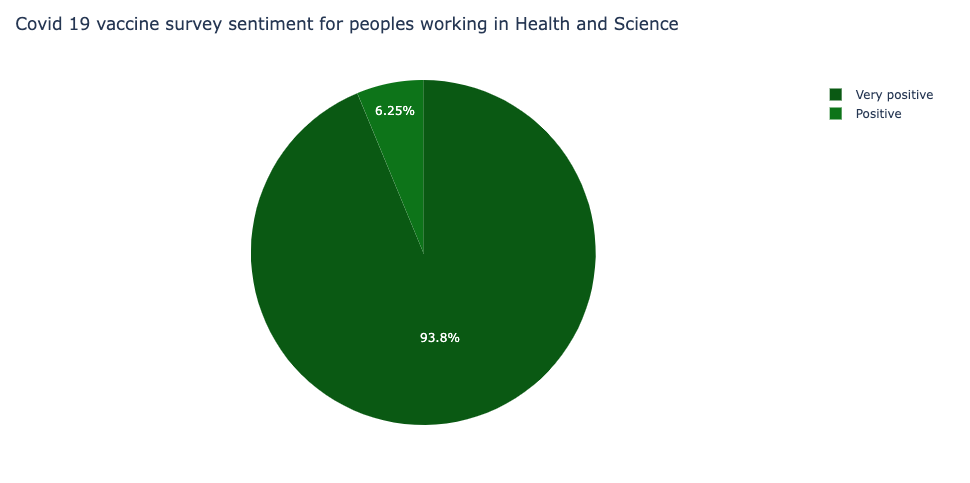 Covid 19 vaccine survey sentiment for peoples working in Health and Science
Very positive
Positive
6.25%
93.8%